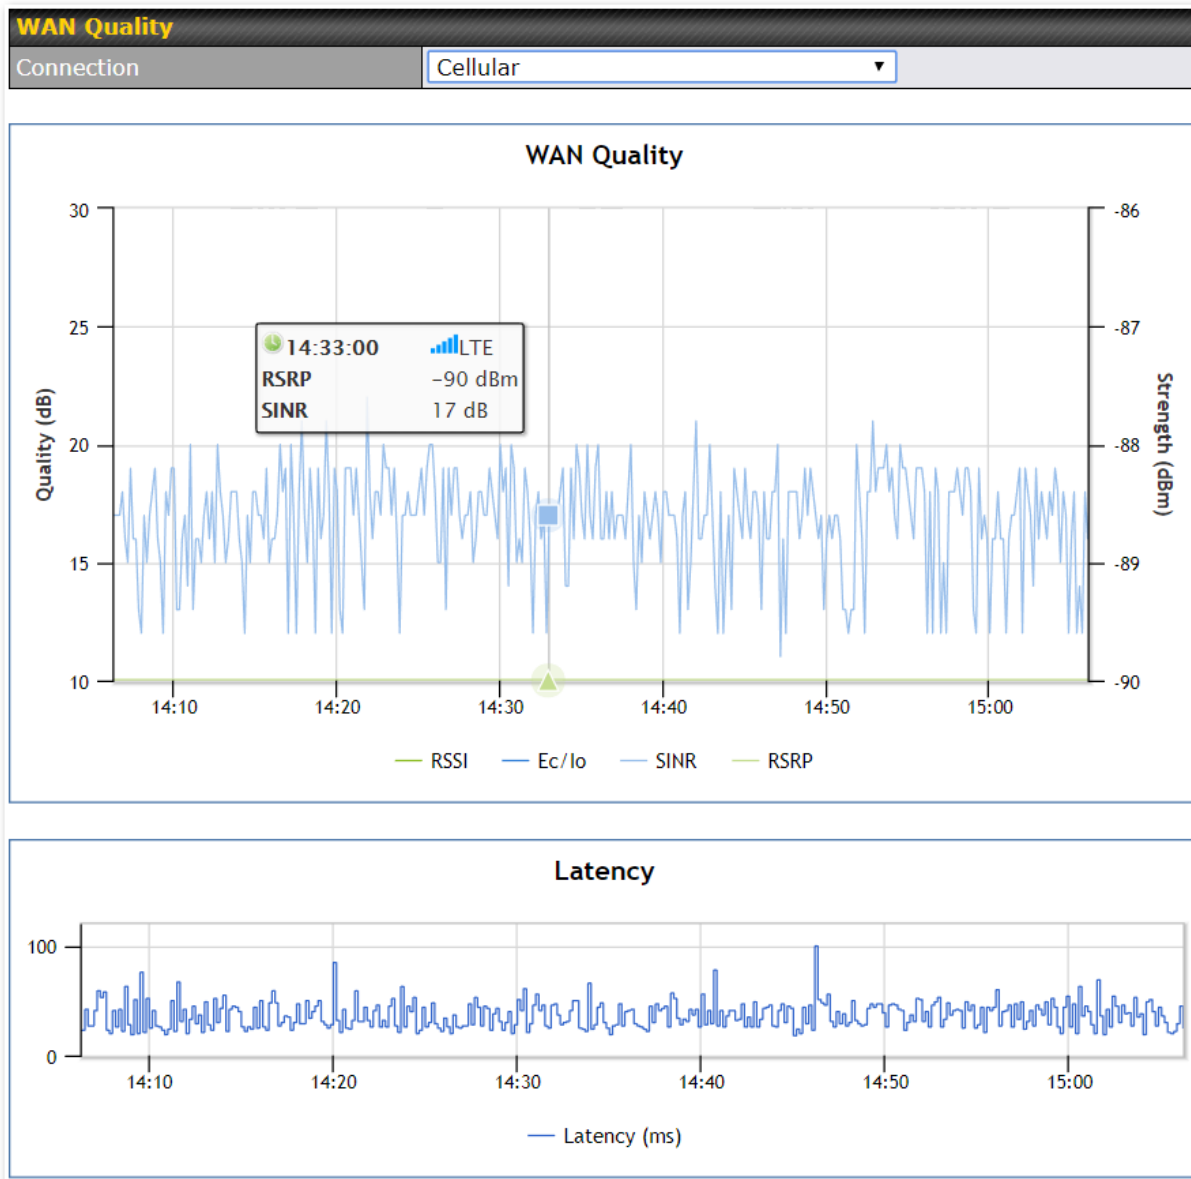 WAN Quality
Connection Cellular
WAN Quality
30 -86
25 -87
14:33:00 LTE
RSRP -90 dBm
SINR 17 dB
Quality (dB)
Strength (dBm)
20 -88
15 -89
10 -90
14:10 14:20 14:30 14:40 14:50 15:00
RSSI Ec/Io SINR RSRP
Latency
100
0
14:10 14:20 14:30 14:40 14:50 15:00
Latency (ms)